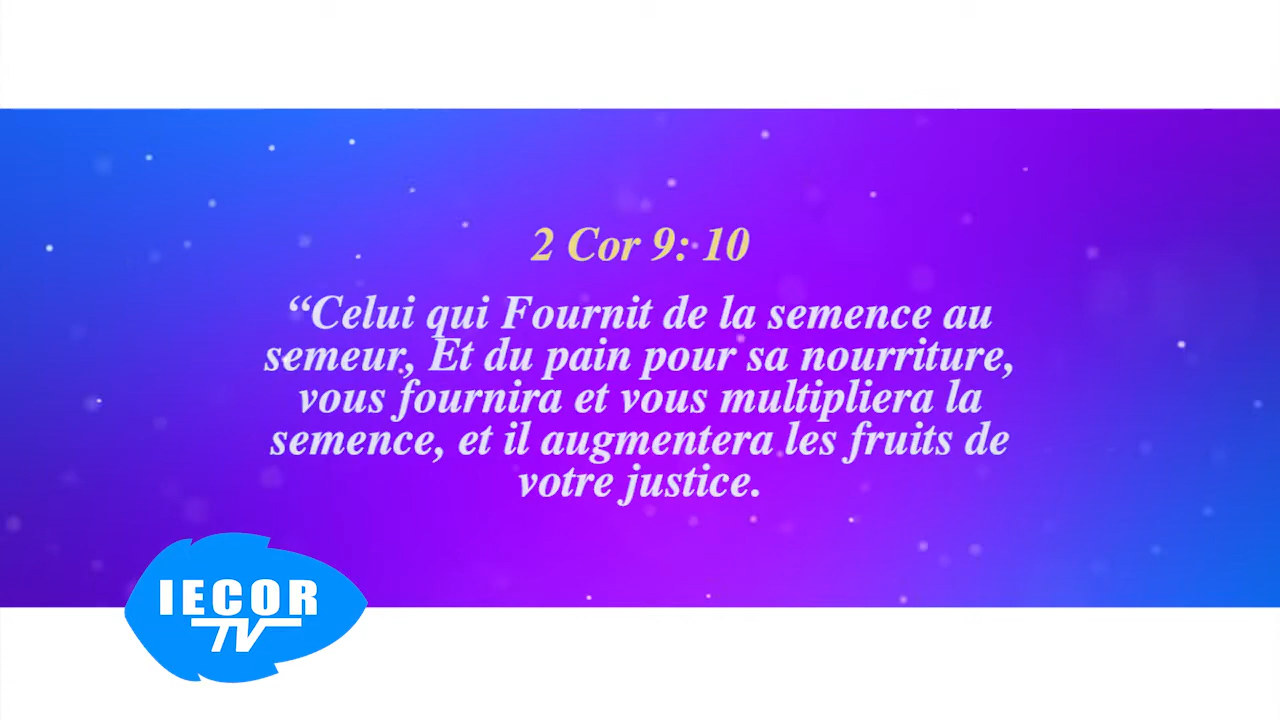 2 Cor 9: 10
“Celui qui Fournit de la semence au
semeur, Et du pain pour sa nourriture,
vous fournira et vous multipliera la
semence, et il augmentera les fruits de
votre justice.
IECOR
TV